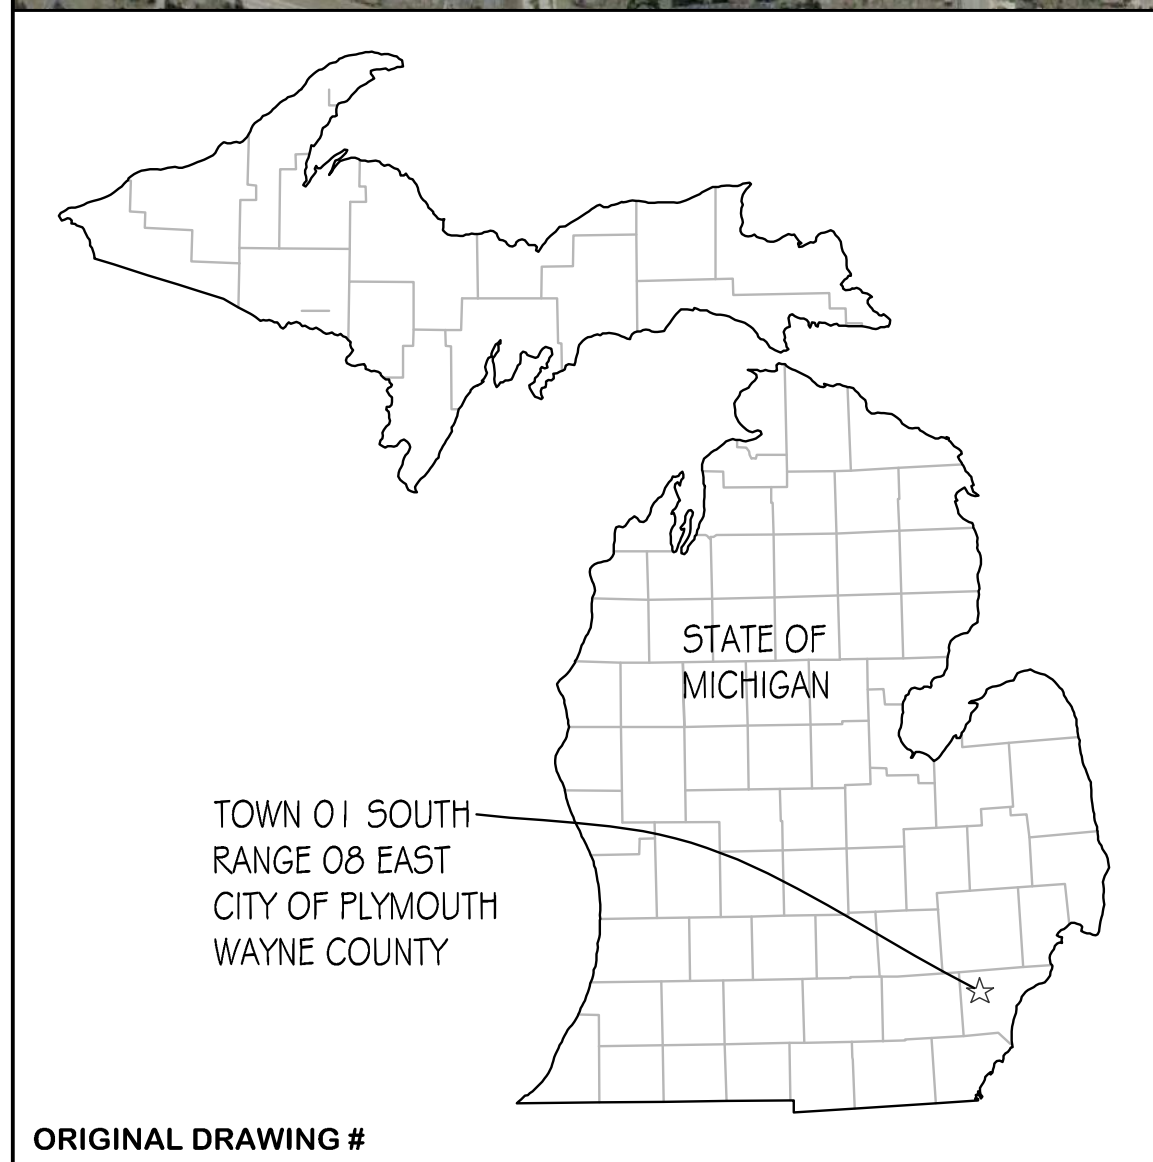 STATE OF
MICHIGAN
TOWN 01 SOUTH
RANGE 08 EAST
CITY OF PLYMOUTH
WAYNE COUNTY
ORIGINAL DRAWING #